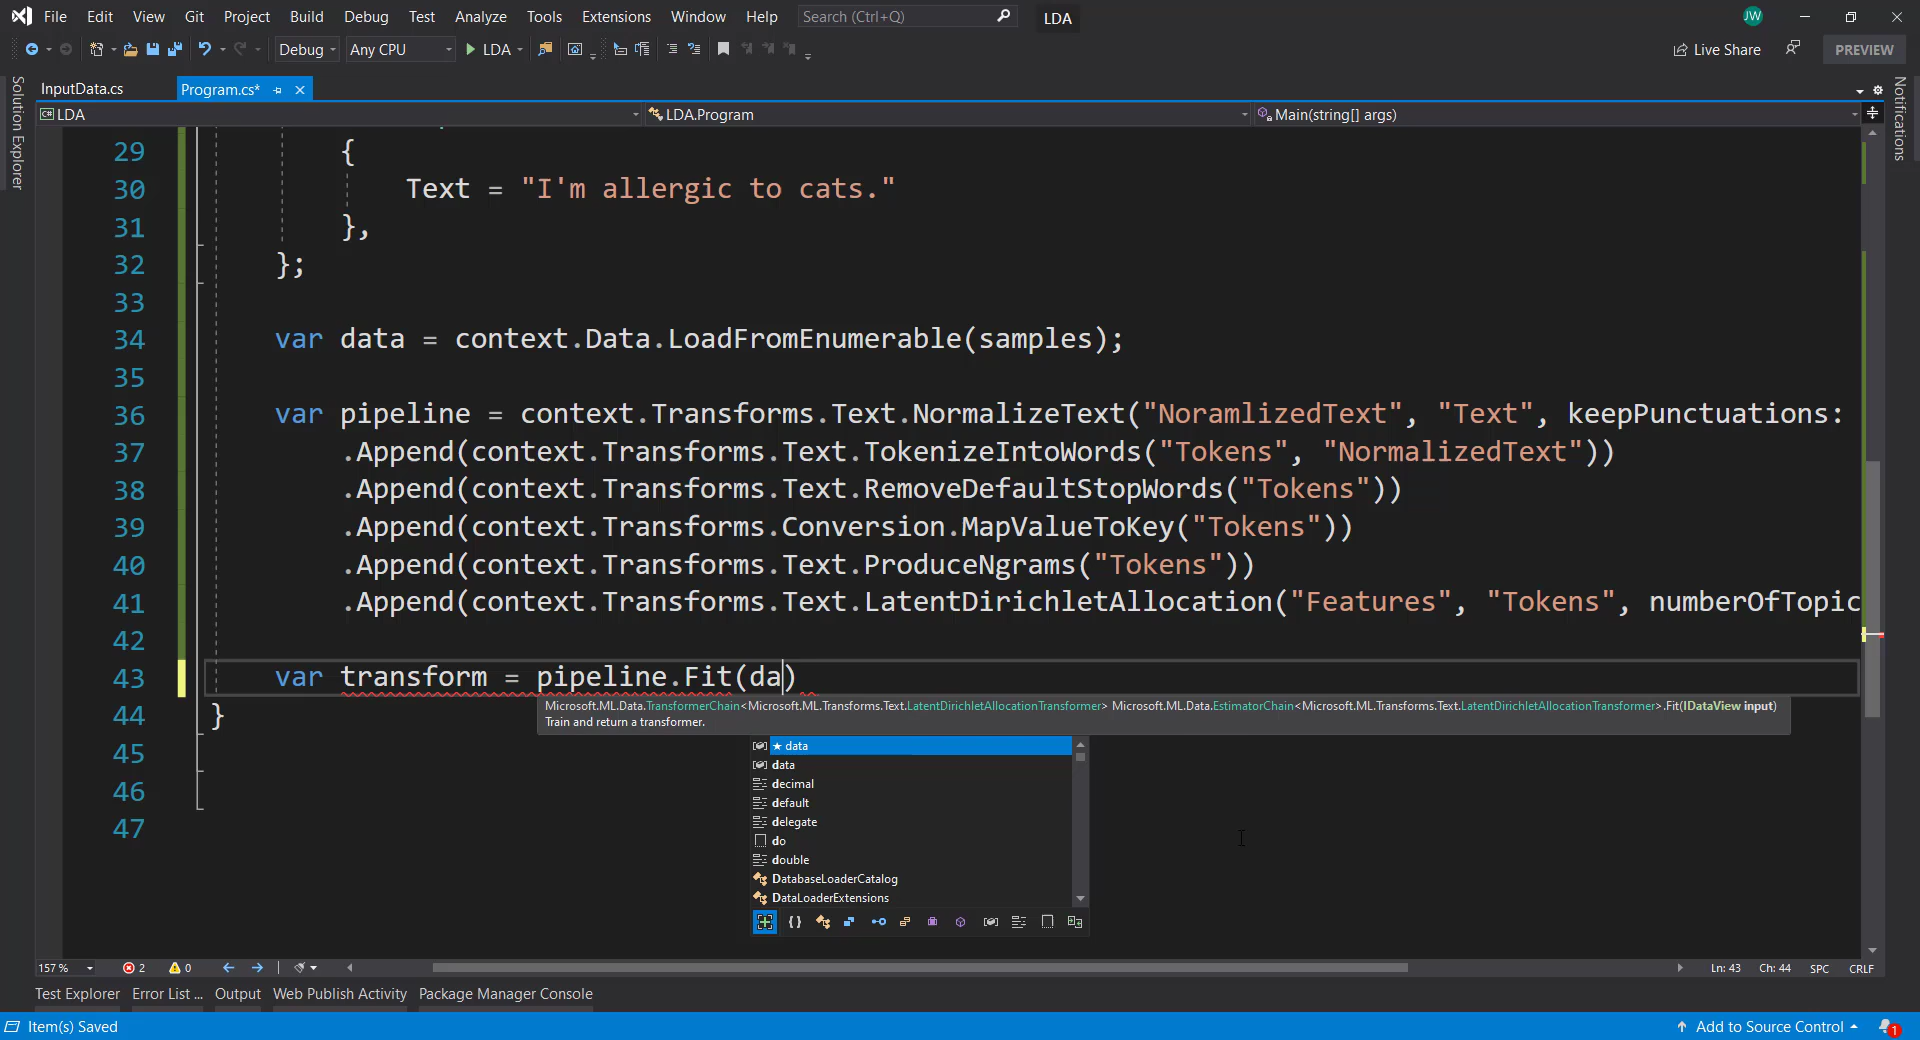 File Edit View Git Project Build Debug Test Analyze Tools Extensions Window Help Search (Ctrl+Q) LDA JW
Debug Any CPU LDA Live Share PREVIEW
InputData.cs Program.cs*
LDA LDA.Program Main(string[] args)
Solution Explorer
Notifications
29 {
30 Text = "I'm allergic to cats."
31 },
32 };
33
34 var data = context.Data.LoadFromEnumerable(samples);
35
36 var pipeline = context.Transforms.Text.NormalizeText("NoramlizedText", "Text", keepPunctuations:
37 .Append(context.Transforms.Text.TokenizeIntoWords("Tokens", "NormalizedText"))
38 .Append(context.Transforms.Text.RemoveDefaultStopWords("Tokens"))
39 .Append(context.Transforms.Conversion.MapValueToKey("Tokens"))
40 .Append(context.Transforms.Text.ProduceNgrams("Tokens"))
41 .Append(context.Transforms.Text.LatentDirichletAllocation("Features", "Tokens", numberOfTopic
42
43 var transform = pipeline.Fit(da)
44 }
Microsoft.ML.Data.TransformerChain<Microsoft.ML.Transforms.Text.LatentDirichletAllocationTransformer> Microsoft.ML.Data.EstimatorChain<Microsoft.ML.Transforms.Text.LatentDirichletAllocationTransformer>.Fit(IDataView input)
Train and return a transformer.
★ data
data
decimal
default
delegate
do
double
DatabaseLoaderCatalog
DataLoaderExtensions
45
46
47
157 % 2 0 Ln: 43 Ch: 44 SPC CRLF
Test Explorer Error List ... Output Web Publish Activity Package Manager Console
Item(s) Saved Add to Source Control 1